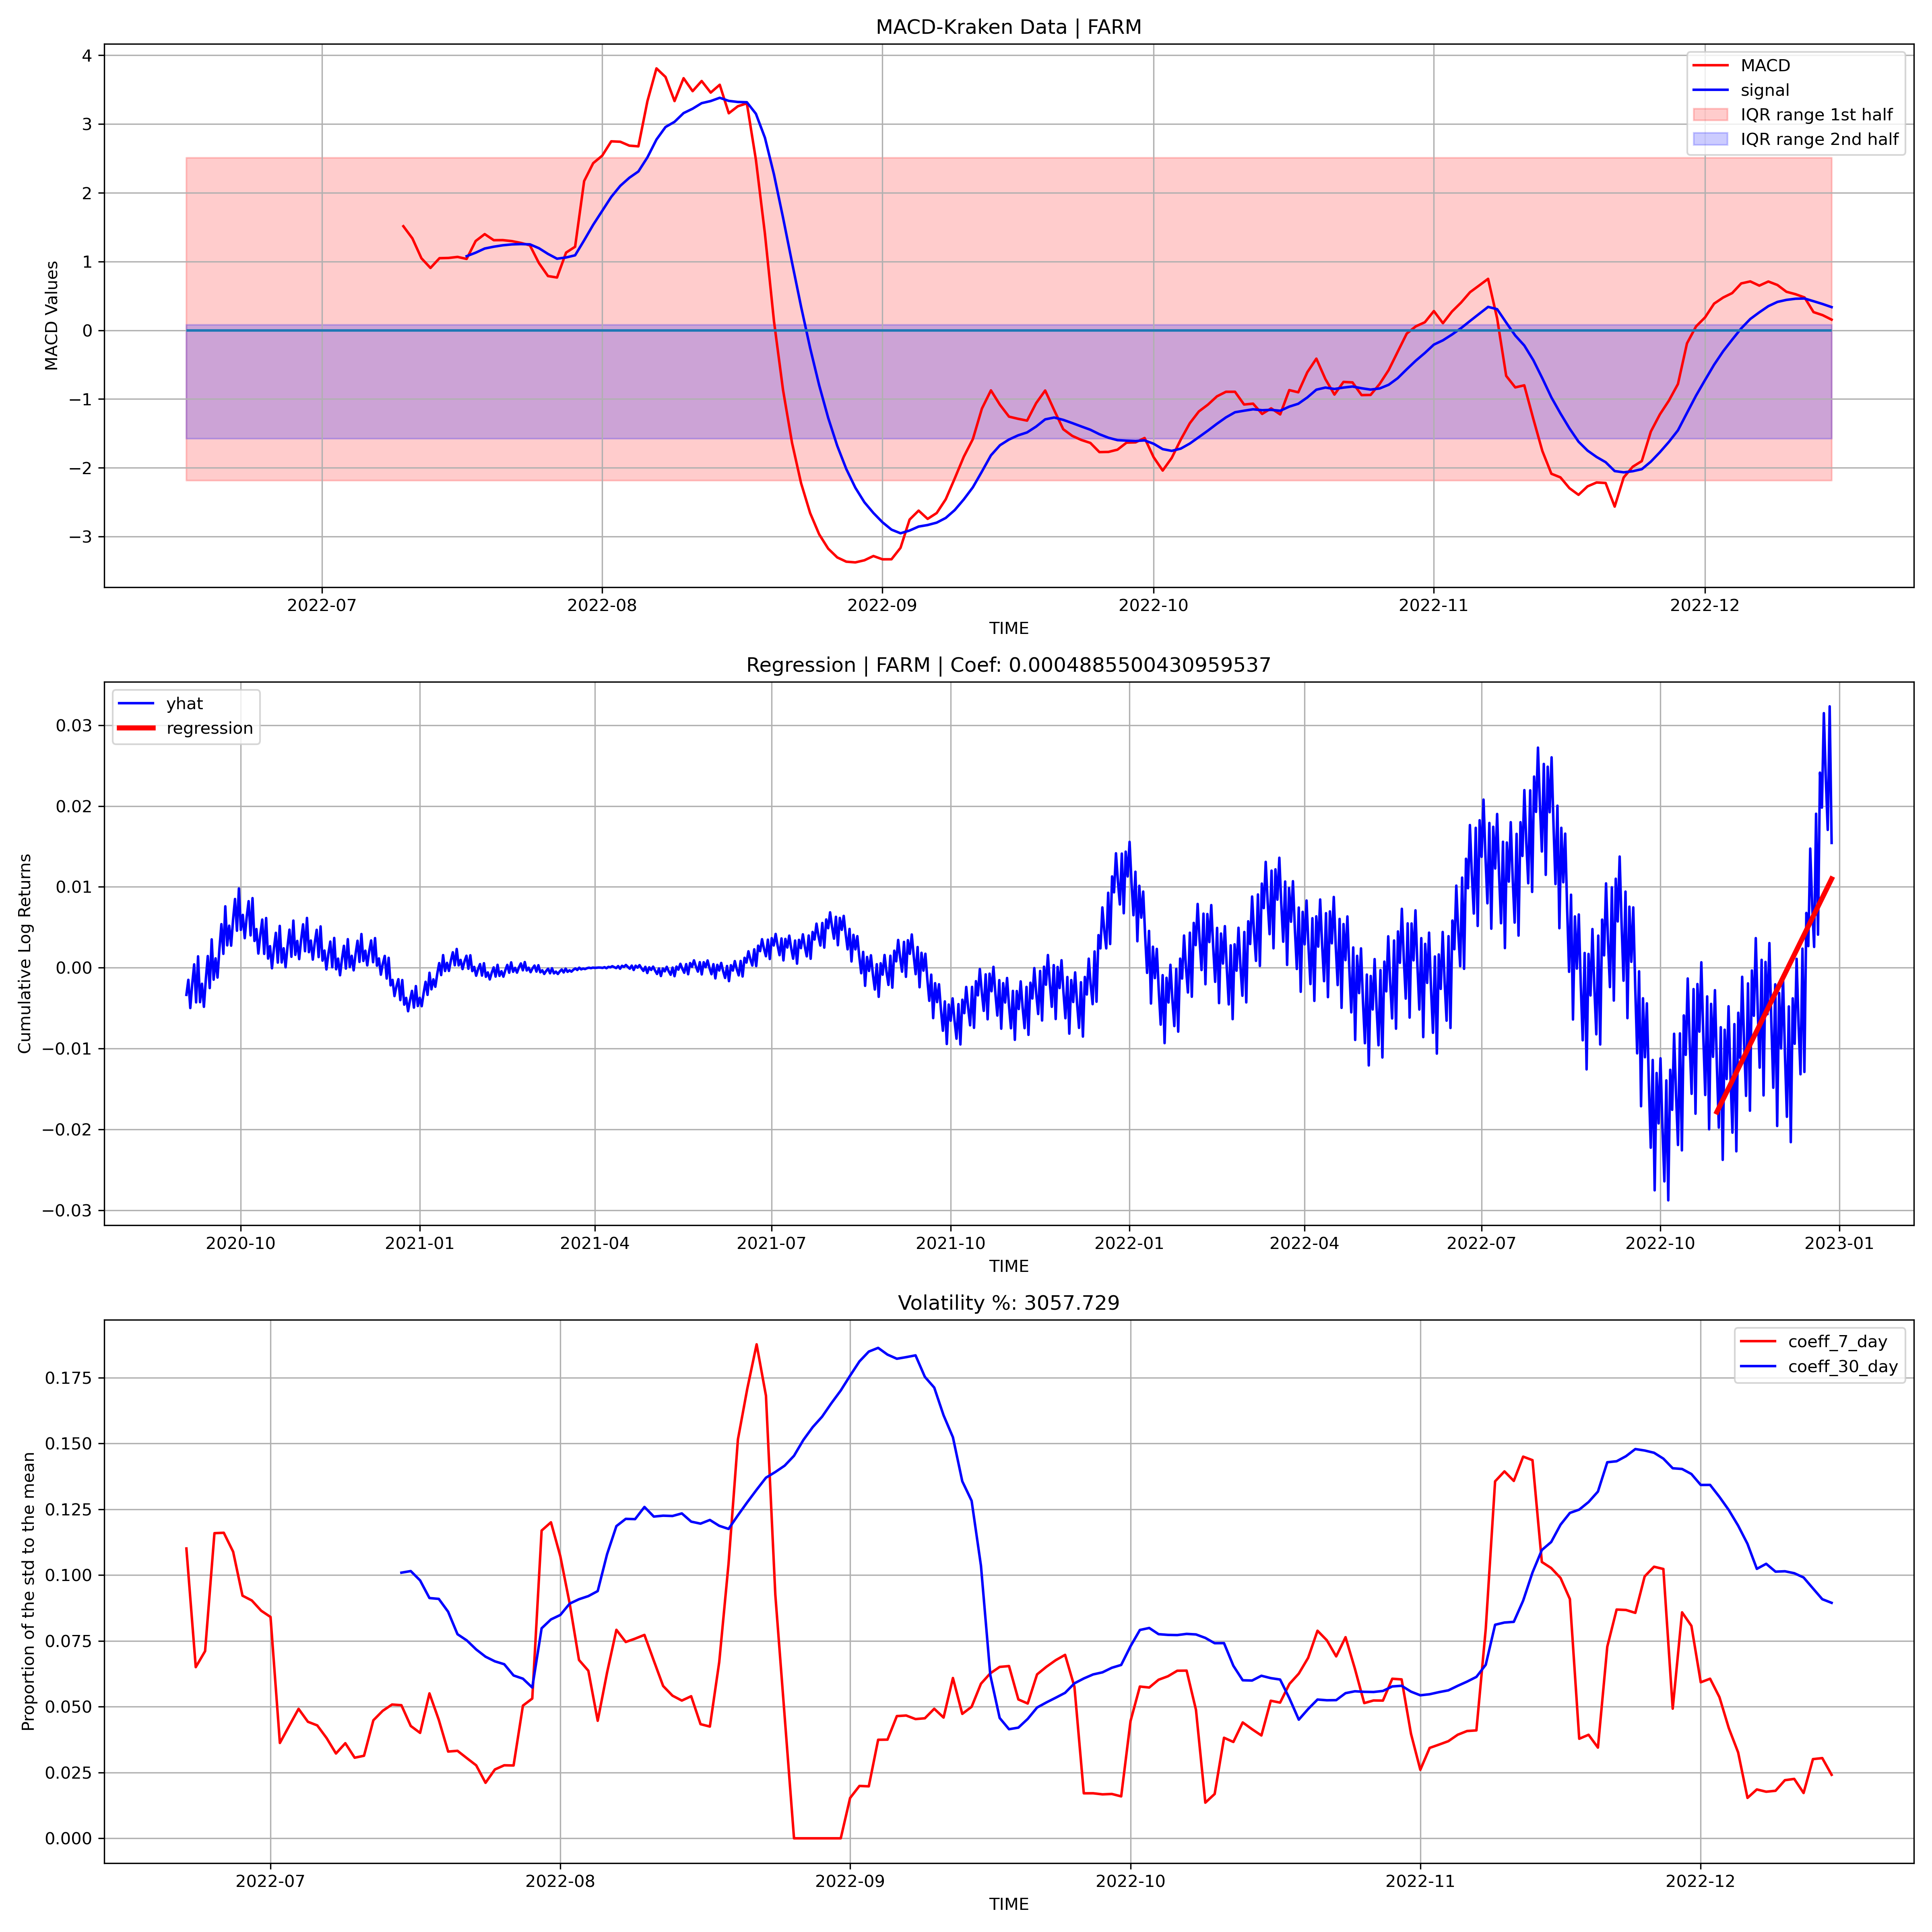 MACD-Kraken Data | FARM
MACD
signal
IQR range 1st half
IQR range 2nd half
MACD Values
4
3
2
1
0
−1
−2
−3
2022-07 2022-08 2022-09 2022-10 2022-11 2022-12
TIME
Regression | FARM | Coef: 0.0004885500430959537
yhat
regression
Cumulative Log Returns
0.03
0.02
0.01
0.00
−0.01
−0.02
−0.03
2020-10 2021-01 2021-04 2021-07 2021-10 2022-01 2022-04 2022-07 2022-10 2023-01
TIME
Volatility %: 3057.729
coeff_7_day
coeff_30_day
Proportion of the std to the mean
0.175
0.150
0.125
0.100
0.075
0.050
0.025
0.000
2022-07 2022-08 2022-09 2022-10 2022-11 2022-12
TIME